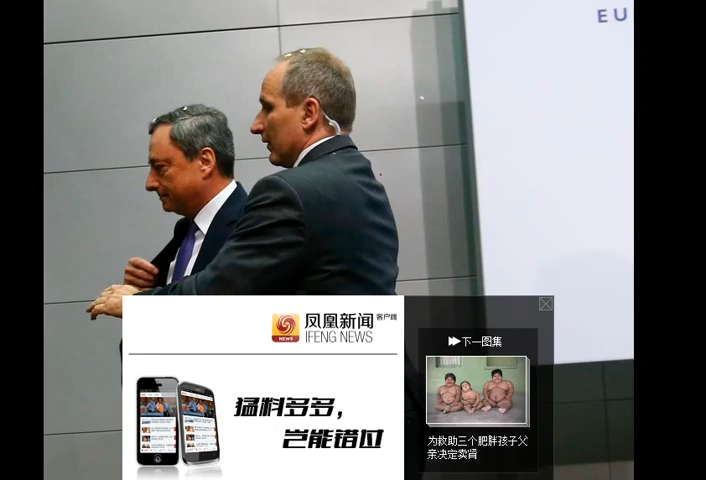 EU
凤凰新闻 客户端
IFENG NEWS
NEWS
下一图集
猛料多多，
岂能错过
为救助三个肥胖孩子父
亲决定卖肾